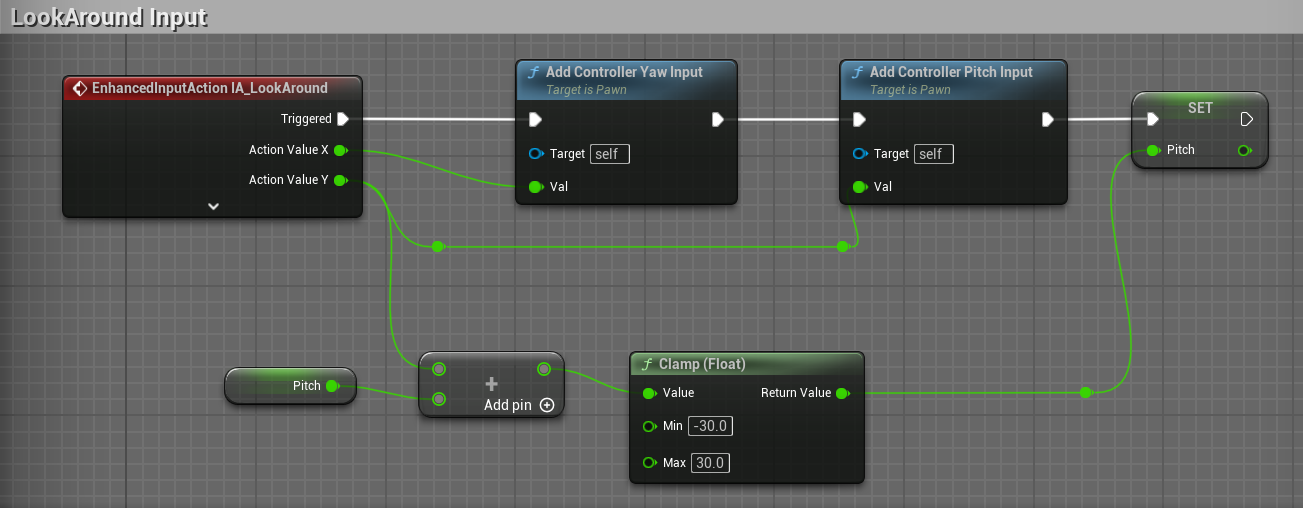 LookAround Input
EnhancedInputAction IA_LookAround
Triggered
Action Value X
Action Value Y
Add Controller Yaw Input
Target is Pawn
Target self
Val
Add Controller Pitch Input
Target is Pawn
Target self
Val
SET
Pitch
Pitch
Add pin
Clamp (Float)
Value Return Value
Min -30.0
Max 30.0